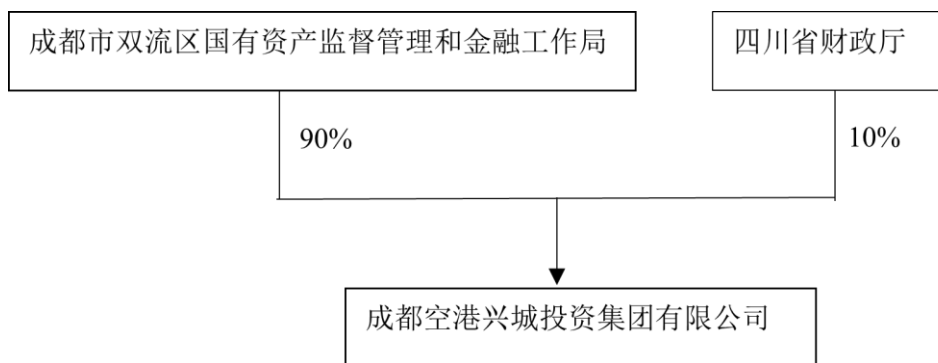 成都市双流区国有资产监督管理和金融工作局
四川省财政厅
90%
10%
成都空港兴城投资集团有限公司